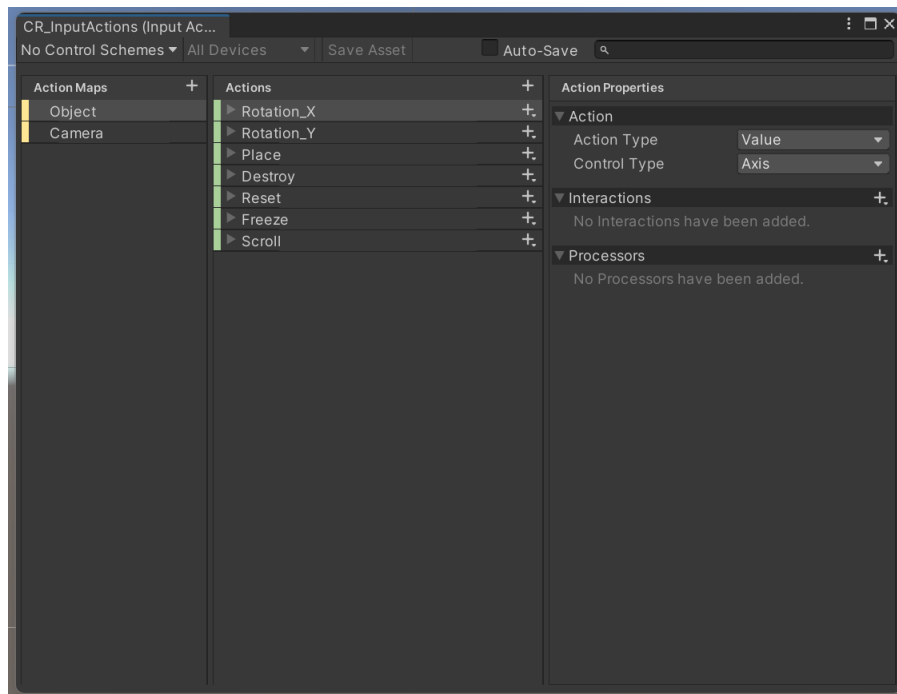 CR_InputActions (Input Ac...
No Control Schemes All Devices Save Asset Auto-Save
Action Maps
Object
Camera
Actions
Rotation_X
Rotation_Y
Place
Destroy
Reset
Freeze
Scroll
Action Properties
Action
Action Type Value
Control Type Axis
Interactions
No Interactions have been added.
Processors
No Processors have been added.